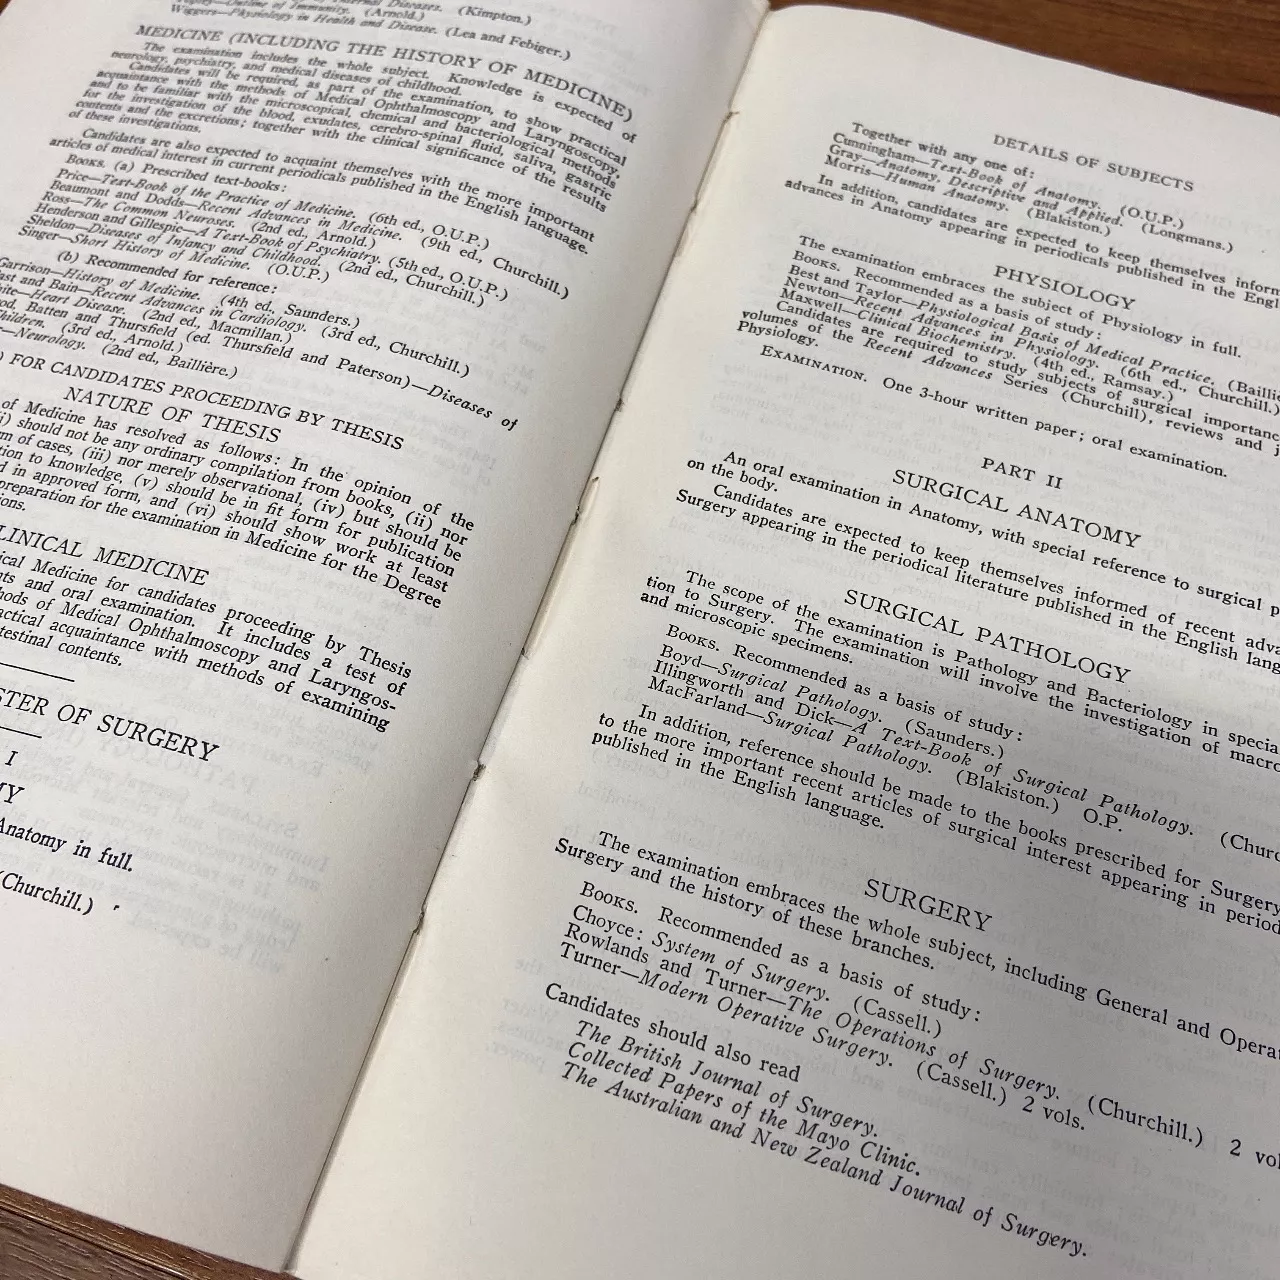 Diseases. (Kimpton.)
Outline of Immunity. (Arnold.)
Wiggers—Physiology in Health and Disease. (Lea and Febiger.)
MEDICINE (INCLUDING THE HISTORY OF MEDICINE)
The examination includes the whole subject. Knowledge is expected of
neurology, psychiatry, and medical diseases of childhood.
Candidates will be required, as part of the examination, to show practical
acquaintance with the methods of Medical Ophthalmoscopy and Laryngoscopy,
and to be familiar with the microscopical, chemical and bacteriological methods
for the investigation of the blood, exudates, cerebro-spinal fluid, saliva, gastric
contents and the excretions; together with the clinical significance of the results
of these investigations.
Candidates are also expected to acquaint themselves with the more important
articles of medical interest in current periodicals published in the English language.
BOOKS. (a) Prescribed text-books:
Price—Text-Book of the Practice of Medicine. (6th ed., O.U.P.)
Beaumont and Dodds—Recent Advances in Medicine. (9th ed., Churchill.)
Ross—The Common Neuroses. (2nd ed., Arnold.)
Henderson and Gillespie—A Text-Book of Psychiatry. (5th ed., O.U.P.)
Sheldon—Diseases of Infancy and Childhood. (2nd ed., Churchill.)
Singer—Short History of Medicine. (O.U.P.)
(b) Recommended for reference:
Garrison—History of Medicine. (4th ed., Saunders.)
ast and Bain—Recent Advances in Cardiology. (3rd ed., Churchill.)
ite—Heart Disease. (2nd ed., Macmillan.)
od, Batten and Thursfield (ed. Thursfield and Paterson)—Diseases of
Children. (3rd ed., Arnold.)
—Neurology. (2nd ed., Baillière.)
) FOR CANDIDATES PROCEEDING BY THESIS
NATURE OF THESIS
of Medicine has resolved as follows: In the opinion of the
i) should not be any ordinary compilation from books, (ii) nor
m of cases, (iii) nor merely observational, (iv) but should be
tion to knowledge, (v) should be in fit form for publication
d in approved form, and (vi) should show work at least
preparation for the examination in Medicine for the Degree
ions.
LINICAL MEDICINE
ical Medicine for candidates proceeding by Thesis
ts and oral examination. It includes a test of
hods of Medical Ophthalmoscopy and Laryngos-
actical acquaintance with methods of examining
testinal contents.
STER OF SURGERY
I
MY
Anatomy in full.
(Churchill.)
DETAILS OF SUBJECTS
Together with any one of:
Cunningham—Text-Book of Anatomy. (O.U.P.)
Gray—Anatomy, Descriptive and Applied. (Longmans.)
Morris—Human Anatomy. (Blakiston.)
In addition, candidates are expected to keep themselves inform
advances in Anatomy appearing in periodicals published in the Engl
PHYSIOLOGY
The examination embraces the subject of Physiology in full.
BOOKS. Recommended as a basis of study:
Best and Taylor—Physiological Basis of Medical Practice. (Bailliè
Newton—Recent Advances in Physiology. (6th ed., Churchill.)
Maxwell—Clinical Biochemistry. (4th ed., Ramsay.)
Candidates are required to study subjects of surgical importance
volumes of the Recent Advances Series (Churchill), reviews and j
Physiology.
EXAMINATION. One 3-hour written paper; oral examination.
PART II
SURGICAL ANATOMY
An oral examination in Anatomy, with special reference to surgical p
on the body.
Candidates are expected to keep themselves informed of recent adva
Surgery appearing in the periodical literature published in the English lang
SURGICAL PATHOLOGY
The scope of the examination is Pathology and Bacteriology in specia
tion to Surgery. The examination will involve the investigation of macro
and microscopic specimens.
BOOKS. Recommended as a basis of study:
Boyd—Surgical Pathology. (Saunders.)
Illingworth and Dick—A Text-Book of Surgical Pathology. (Churc
MacFarland—Surgical Pathology. (Blakiston.) O.P.
In addition, reference should be made to the books prescribed for Surgery
to the more important recent articles of surgical interest appearing in period
published in the English language.
SURGERY
The examination embraces the whole subject, including General and Operat
Surgery and the history of these branches.
BOOKS. Recommended as a basis of study:
Choyce: System of Surgery. (Cassell.)
Rowlands and Turner—The Operations of Surgery. (Churchill.) 2 vol
Turner—Modern Operative Surgery. (Cassell.) 2 vols.
Candidates should also read
The British Journal of Surgery.
Collected Papers of the Mayo Clinic.
The Australian and New Zealand Journal of Surgery.